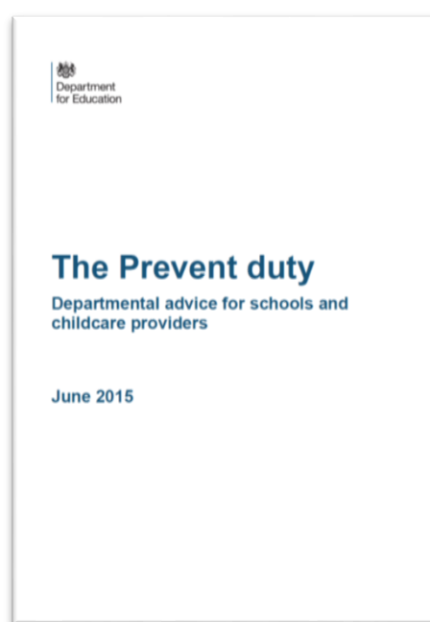 Department
for Education
The Prevent duty
Departmental advice for schools and
childcare providers
June 2015